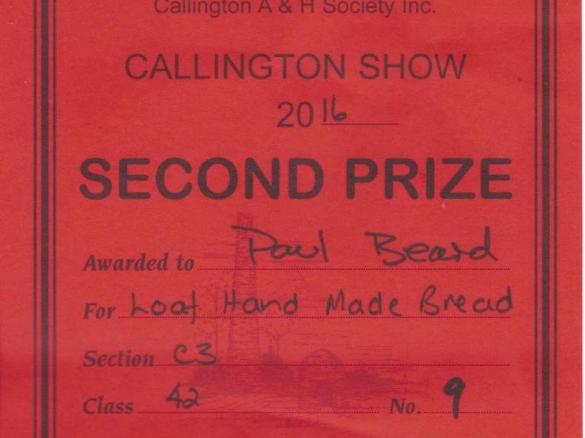 Callington A & H Society Inc.
CALLINGTON SHOW
2016
SECOND PRIZE
Awarded to Paul Beard
For Loaf Hand Made Bread
Section C3
Class 42 No. 9